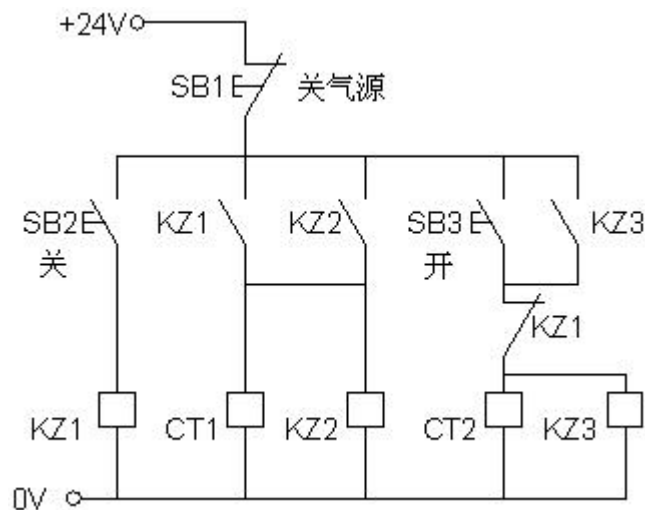 +24V
SB1 关气源
SB2 KZ1 KZ2 SB3 KZ3
关 开
KZ1
KZ1 CT1 KZ2 CT2 KZ3
0V